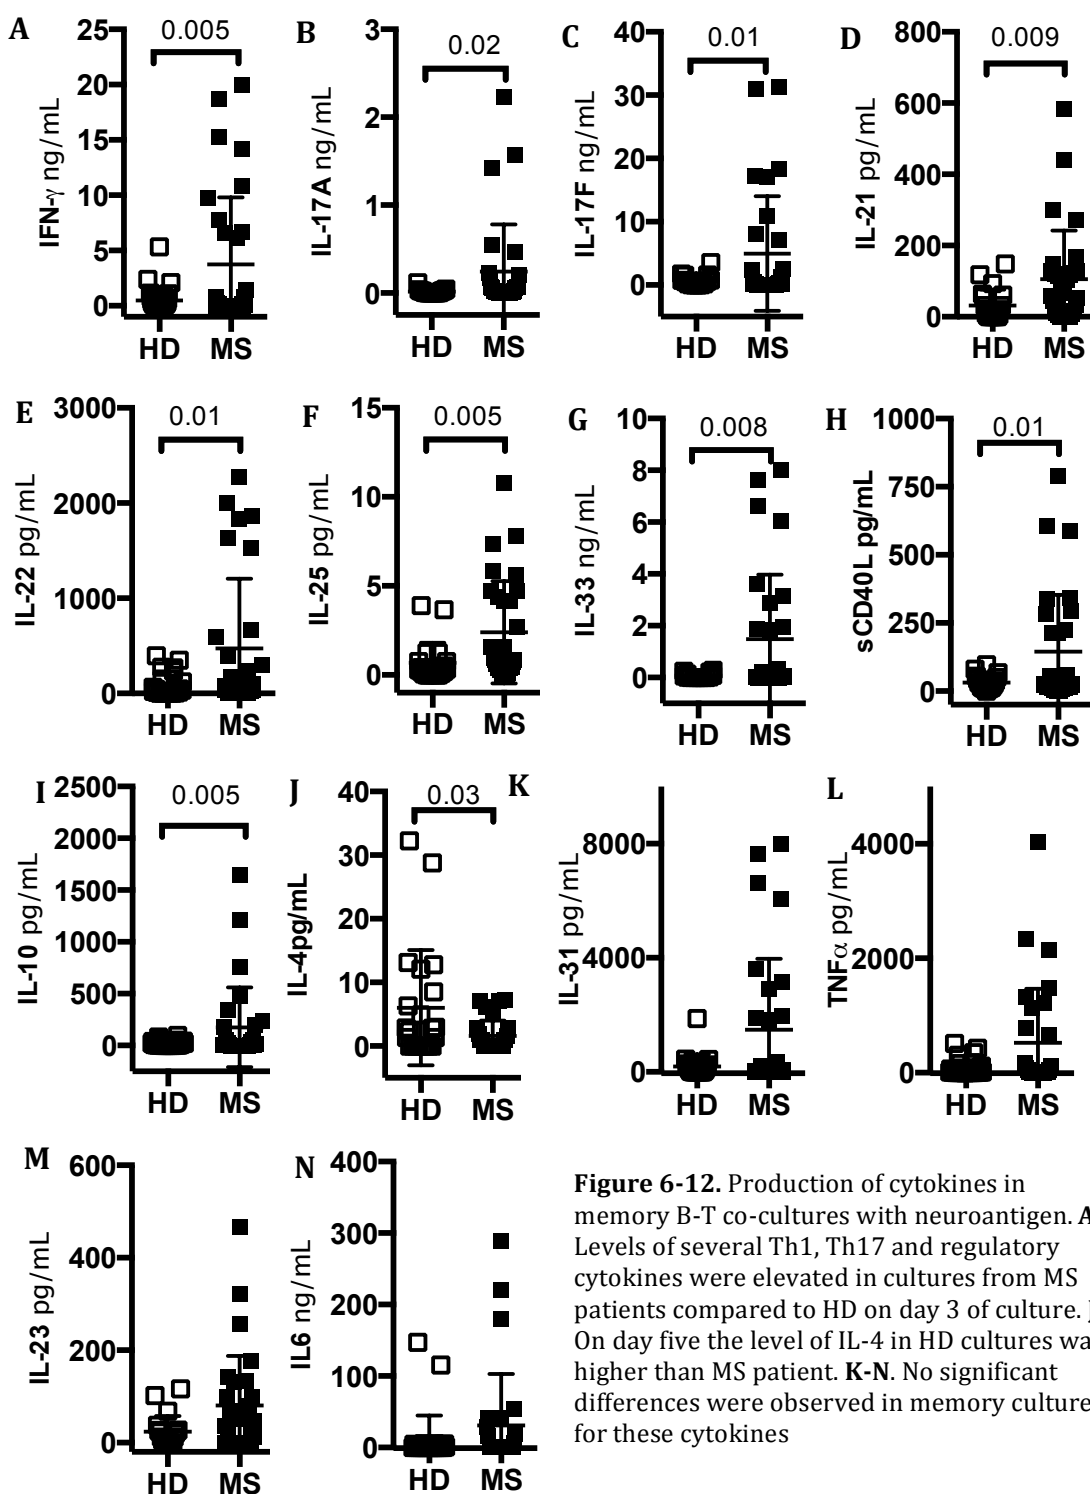 A
25
20
15
10
5
0
IFN-γ ng/mL
0.005
HD MS
B
3
2
1
0
IL-17A ng/mL
0.02
HD MS
C
40
30
20
10
0
IL-17F ng/mL
0.01
HD MS
D
800
600
400
200
0
IL-21 pg/mL
0.009
HD MS
E
3000
2000
1000
0
IL-22 pg/mL
0.01
HD MS
F
15
10
5
0
IL-25 pg/mL
0.005
HD MS
G
10
8
6
4
2
0
IL-33 ng/mL
0.008
HD MS
H
1000
750
500
250
0
sCD40L pg/mL
0.01
HD MS
I
2500
2000
1500
1000
500
0
IL-10 pg/mL
0.005
HD MS
J
40
30
20
10
0
IL-4pg/mL
0.03
HD MS
K
8000
4000
0
IL-31 pg/mL
HD MS
L
4000
2000
0
TNFα pg/mL
HD MS
M
600
400
200
0
IL-23 pg/mL
HD MS
N
400
300
200
100
0
IL6 ng/mL
HD MS
Figure 6-12. Production of cytokines in
memory B-T co-cultures with neuroantigen. A
Levels of several Th1, Th17 and regulatory
cytokines were elevated in cultures from MS
patients compared to HD on day 3 of culture.
On day five the level of IL-4 in HD cultures wa
higher than MS patient. K-N. No significant
differences were observed in memory culture
for these cytokines